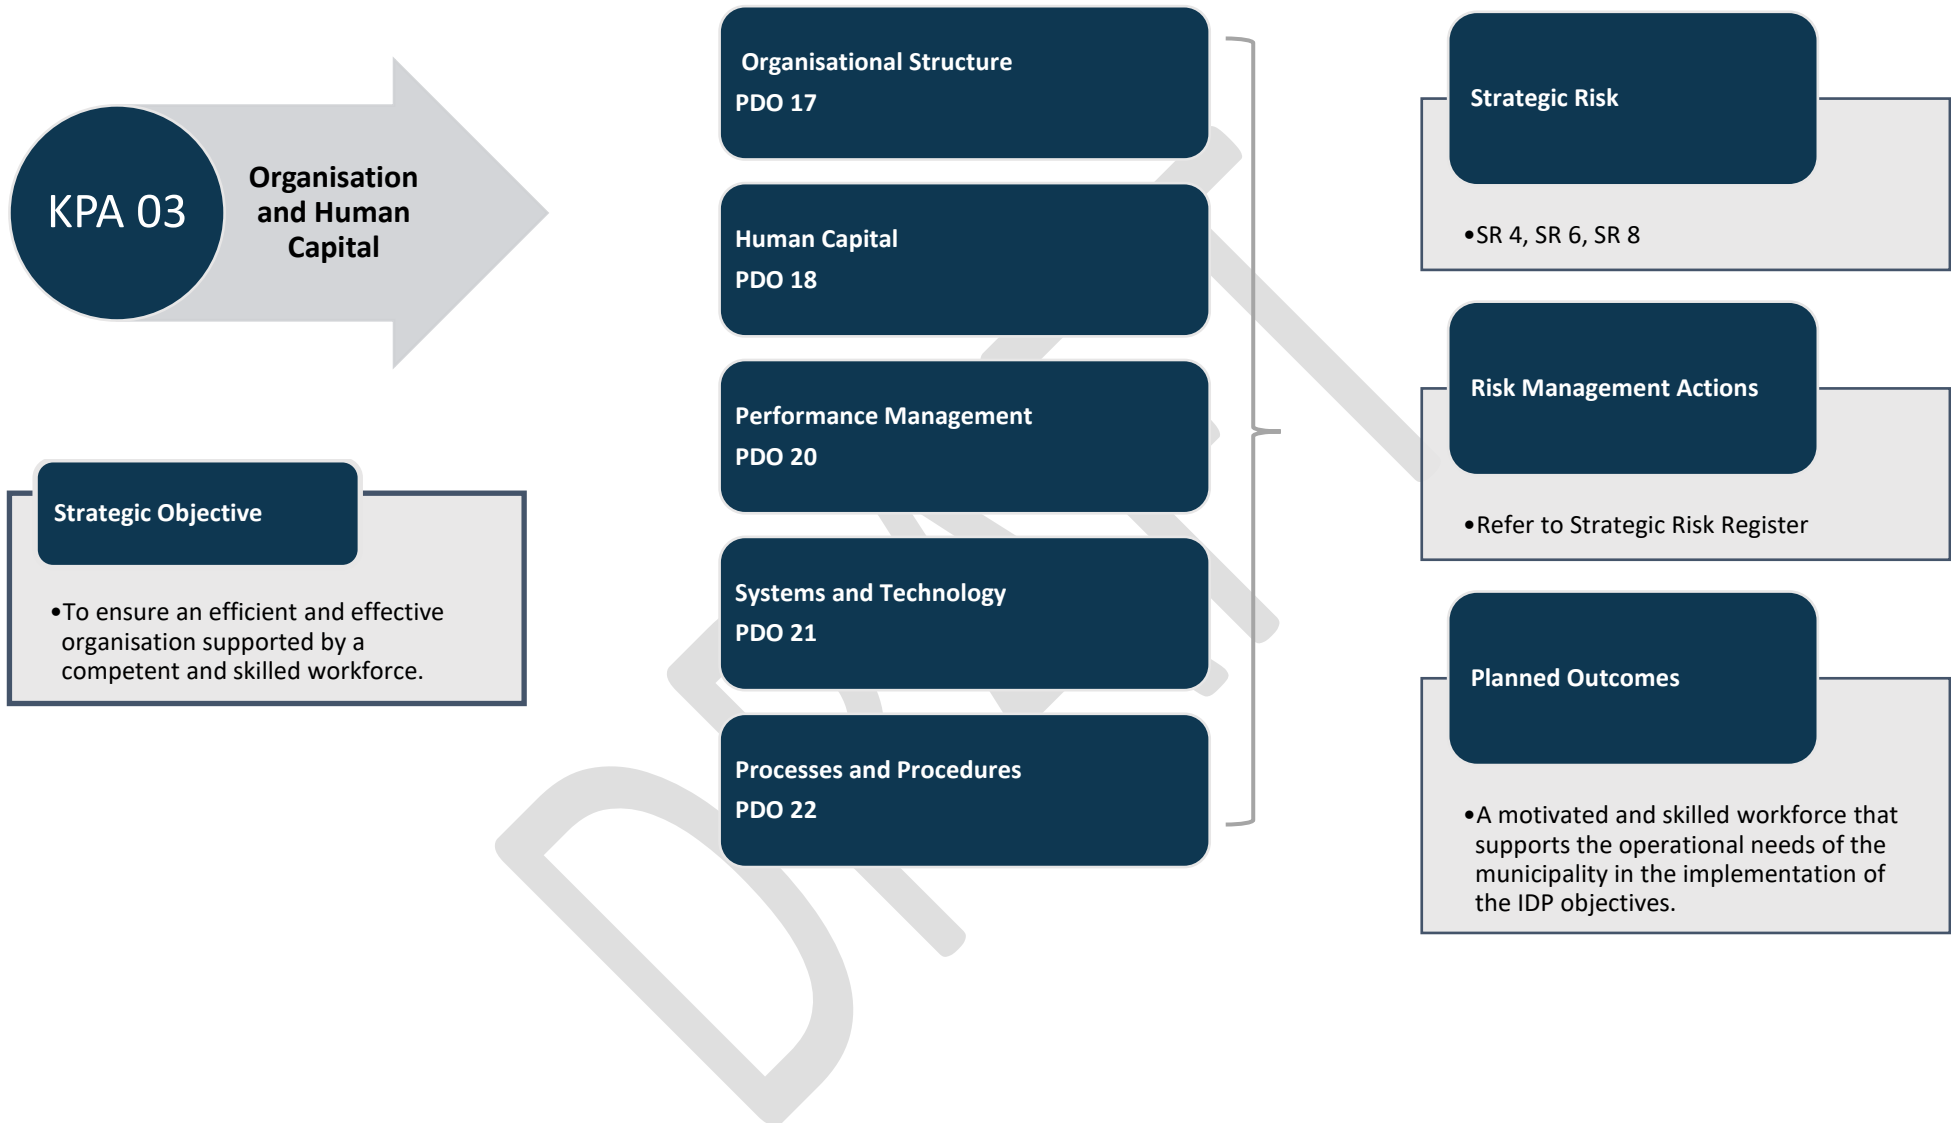 KPA 03
Organisation
and Human
Capital
Strategic Objective
•To ensure an efficient and effective
organisation supported by a
competent and skilled workforce.
Organisational Structure
PDO 17
Human Capital
PDO 18
Performance Management
PDO 20
Systems and Technology
PDO 21
Processes and Procedures
PDO 22
Strategic Risk
•SR 4, SR 6, SR 8
Risk Management Actions
•Refer to Strategic Risk Register
Planned Outcomes
•A motivated and skilled workforce that
supports the operational needs of the
municipality in the implementation of
the IDP objectives.
DRAFT